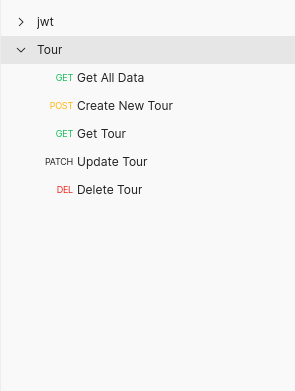 jwt
Tour
GET Get All Data
POST Create New Tour
GET Get Tour
PATCH Update Tour
DEL Delete Tour